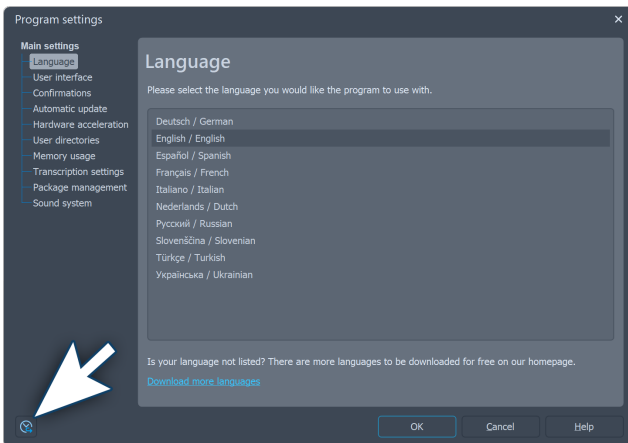 Program settings
Main settings
Language
User interface
Confirmations
Automatic update
Hardware acceleration
User directories
Memory usage
Transcription settings
Package management
Sound system
Language
Please select the language you would like the program to use with.
Deutsch / German
English / English
Español / Spanish
Français / French
Italiano / Italian
Nederlands / Dutch
Русский / Russian
Slovenščina / Slovenian
Türkçe / Turkish
Українська / Ukrainian
Is your language not listed? There are more languages to be downloaded for free on our homepage.
Download more languages
OK
Cancel
Help